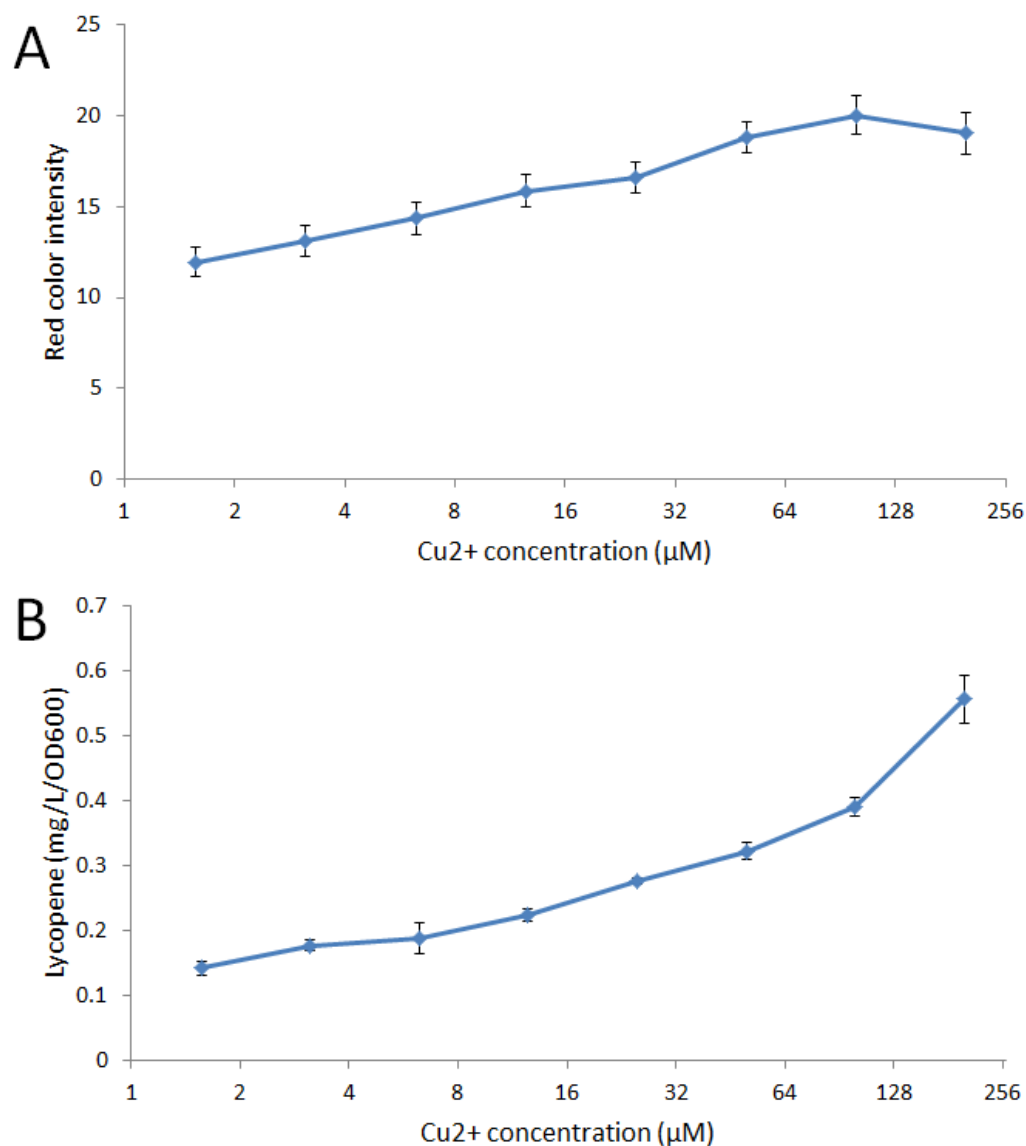 A
25
20
15
10
5
0
Red color intensity
1 2 4 8 16 32 64 128 256
Cu2+ concentration (µM)
B
0.7
0.6
0.5
0.4
0.3
0.2
0.1
0
Lycopene (mg/L/OD600)
1 2 4 8 16 32 64 128 256
Cu2+ concentration (µM)